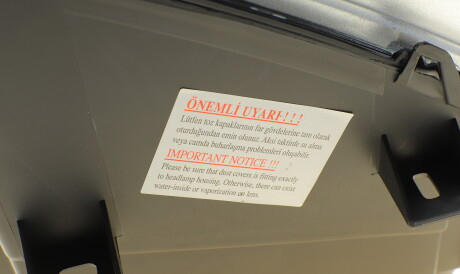 ÖNEMLİ UYARI ! ! !
Lütfen toz kapaklarının far gövdelerine tam olarak
oturduğundan emin olunuz. Aksi taktirde su alma
veya camda buharlaşma problemleri oluşabilir.
IMPORTANT NOTICE !!!
Please be sure that dust covers is fitting exactly
to headlamp housing. Otherwise, there can exist
water-inside or vaporization on lens.